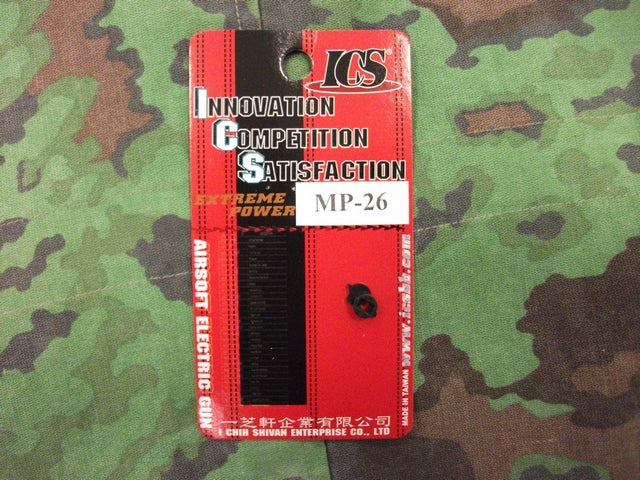 ICS®
INNOVATION
COMPETITION
SATISFACTION
EXTREME
POWER
MP-26
AIRSOFT ELECTRIC GUN
www.icsbb.com
MADE IN TAIWAN
一芝軒企業有限公司
I CHIH SHIVAN ENTERPRISE CO., LTD